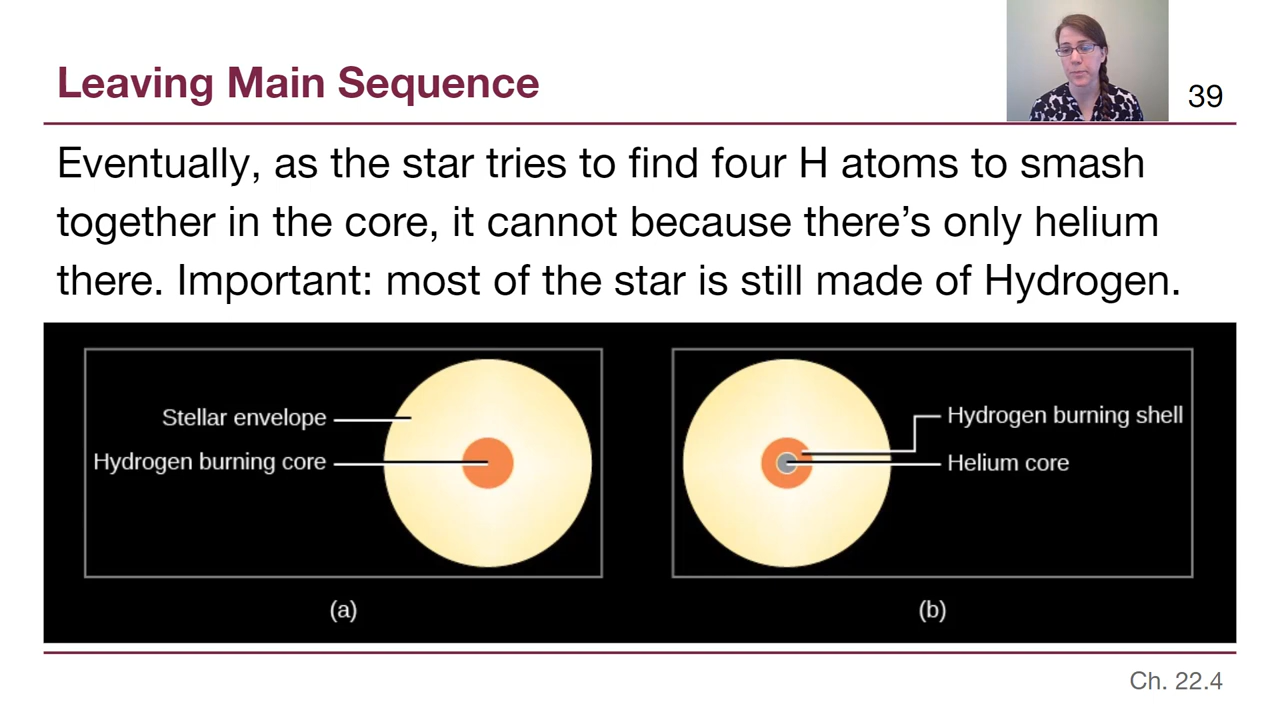 Leaving Main Sequence
39
Eventually, as the star tries to find four H atoms to smash
together in the core, it cannot because there’s only helium
there. Important: most of the star is still made of Hydrogen.
Stellar envelope
Hydrogen burning core
(a)
Hydrogen burning shell
Helium core
(b)
Ch. 22.4